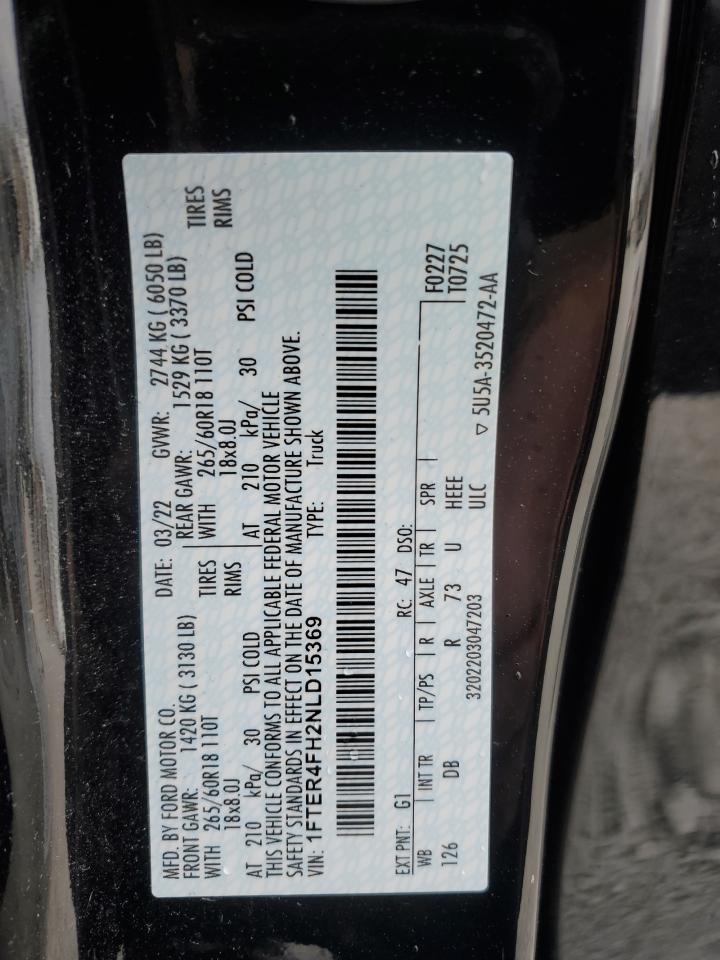 MFD. BY FORD MOTOR CO. DATE: 03/22 GVWR: 2744 KG ( 6050 LB)
FRONT GAWR: 1420 KG ( 3130 LB) REAR GAWR: 1529 KG ( 3370 LB)
WITH 265/60R18 110T TIRES WITH 265/60R18 110T TIRES
18x8.0J RIMS 18x8.0J RIMS
AT 210 kPa/ 30 PSI COLD AT 210 kPa/ 30 PSI COLD
THIS VEHICLE CONFORMS TO ALL APPLICABLE FEDERAL MOTOR VEHICLE
SAFETY STANDARDS IN EFFECT ON THE DATE OF MANUFACTURE SHOWN ABOVE.
VIN: 1FTER4FH2NLD15369 TYPE: Truck
EXT PNT: G1 RC: 47 DSO: F0227
WB INT TR TP/PS R AXLE TR SPR T0725
126 DB R 73 U HEEE ▽ 5U5A-3520472-AA
3202203047203 ULC